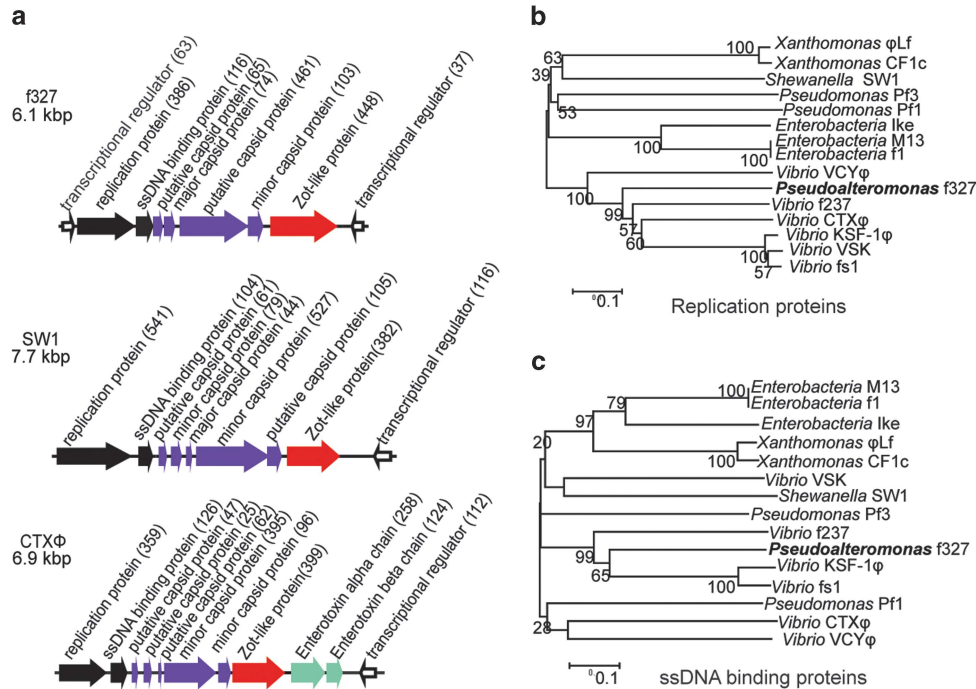 a
f327
6.1 kbp
transcriptional regulator (63)
replication protein (386)
ssDNA binding protein (116)
putative capsid protein (65)
major capsid protein (74)
putative capsid protein (461)
minor capsid protein (103)
Zot-like protein (448)
transcriptional regulator (37)
SW1
7.7 kbp
replication protein (541)
ssDNA binding protein (104)
putative capsid protein (61)
minor capsid protein (79)
major capsid protein (44)
minor capsid protein (527)
putative capsid protein (105)
Zot-like protein(382)
transcriptional regulator (116)
CTXΦ
6.9 kbp
replication protein (359)
ssDNA binding protein (126)
putative capsid protein (47)
putative capsid protein (25)
putative capsid protein (62)
minor capsid protein (395)
minor capsid protein (96)
Zot-like protein(399)
Enterotoxin alpha chain (258)
Enterotoxin beta chain (124)
transcriptional regulator (112)
b
Xanthomonas φLf
Xanthomonas CF1c
Shewanella SW1
Pseudomonas Pf3
Pseudomonas Pf1
Enterobacteria Ike
Enterobacteria M13
Enterobacteria f1
Vibrio VCYφ
Pseudoalteromonas f327
Vibrio f237
Vibrio CTXφ
Vibrio KSF-1φ
Vibrio VSK
Vibrio fs1
100
63
39
53
100
100
100
99
57
60
100
57
0 0.1
Replication proteins
c
Enterobacteria M13
Enterobacteria f1
Enterobacteria Ike
Xanthomonas φLf
Xanthomonas CF1c
Vibrio VSK
Shewanella SW1
Pseudomonas Pf3
Vibrio f237
Pseudoalteromonas f327
Vibrio KSF-1φ
Vibrio fs1
Pseudomonas Pf1
Vibrio CTXφ
Vibrio VCYφ
100
79
97
20
100
99
65
100
28
0 0.1
ssDNA binding proteins